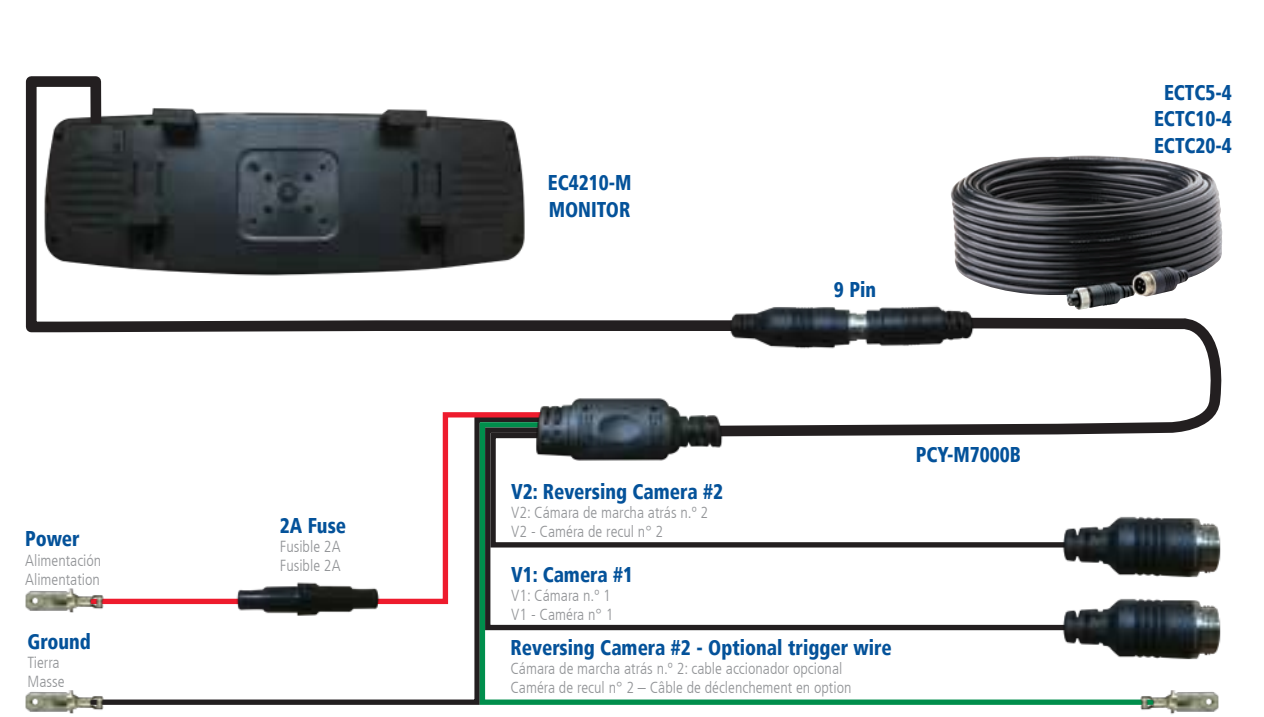 ECTC5-4
ECTC10-4
ECTC20-4
EC4210-M
MONITOR
9 Pin
PCY-M7000B
V2: Reversing Camera #2
V2: Cámara de marcha atrás n.º 2
V2 - Caméra de recul n° 2
2A Fuse
Fusible 2A
Fusible 2A
Power
Alimentación
Alimentation
V1: Camera #1
V1: Cámara n.º 1
V1 - Caméra n° 1
Ground
Tierra
Masse
Reversing Camera #2 - Optional trigger wire
Cámara de marcha atrás n.º 2: cable accionador opcional
Caméra de recul n° 2 – Câble de déclenchement en option